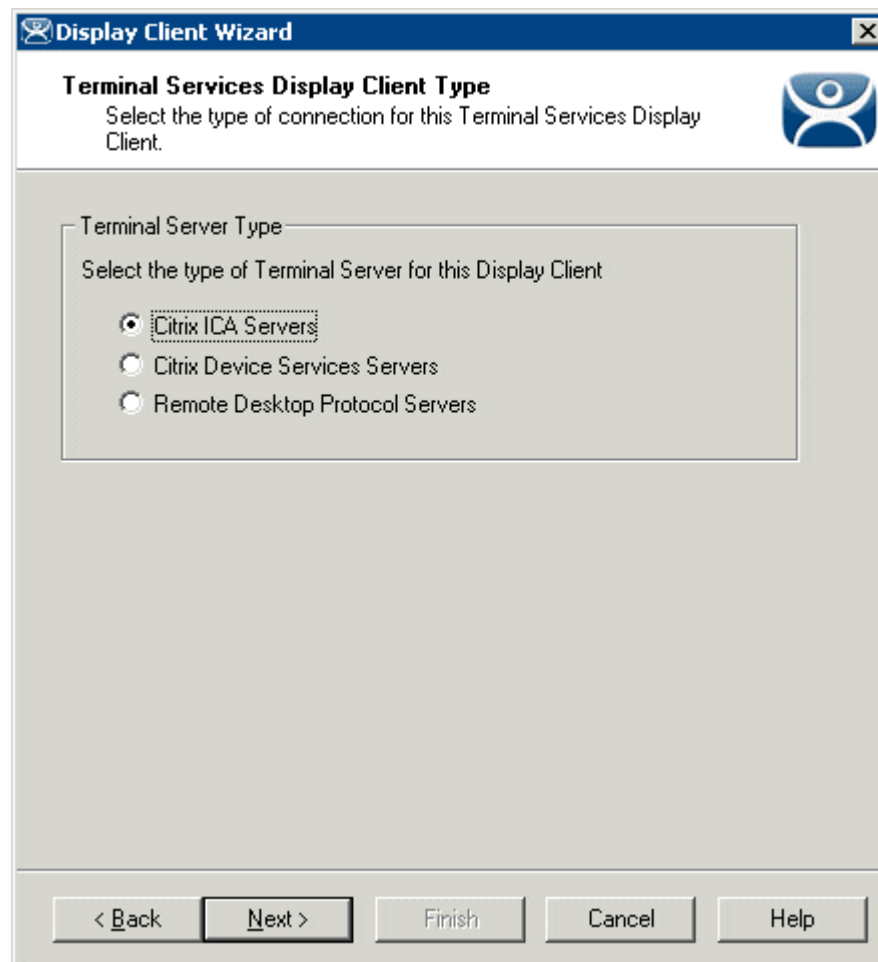 Display Client Wizard
Terminal Services Display Client Type
Select the type of connection for this Terminal Services Display
Client.
Terminal Server Type
Select the type of Terminal Server for this Display Client
Citrix ICA Servers
Citrix Device Services Servers
Remote Desktop Protocol Servers
< Back Next > Finish Cancel Help